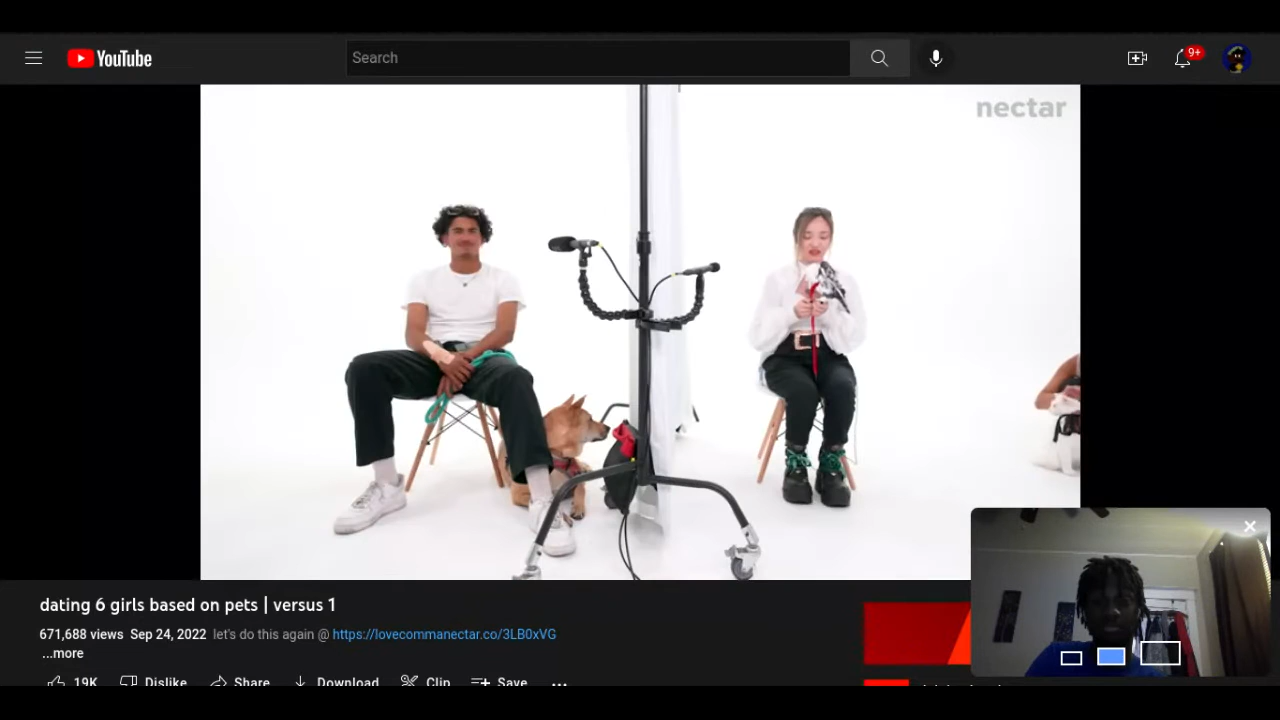 YouTube
Search
9+
nectar
dating 6 girls based on pets | versus 1
671,688 views Sep 24, 2022 let's do this again @ https://lovecommanectar.co/3LB0xVG
...more
19K Dislike Share Download Clip Save ...